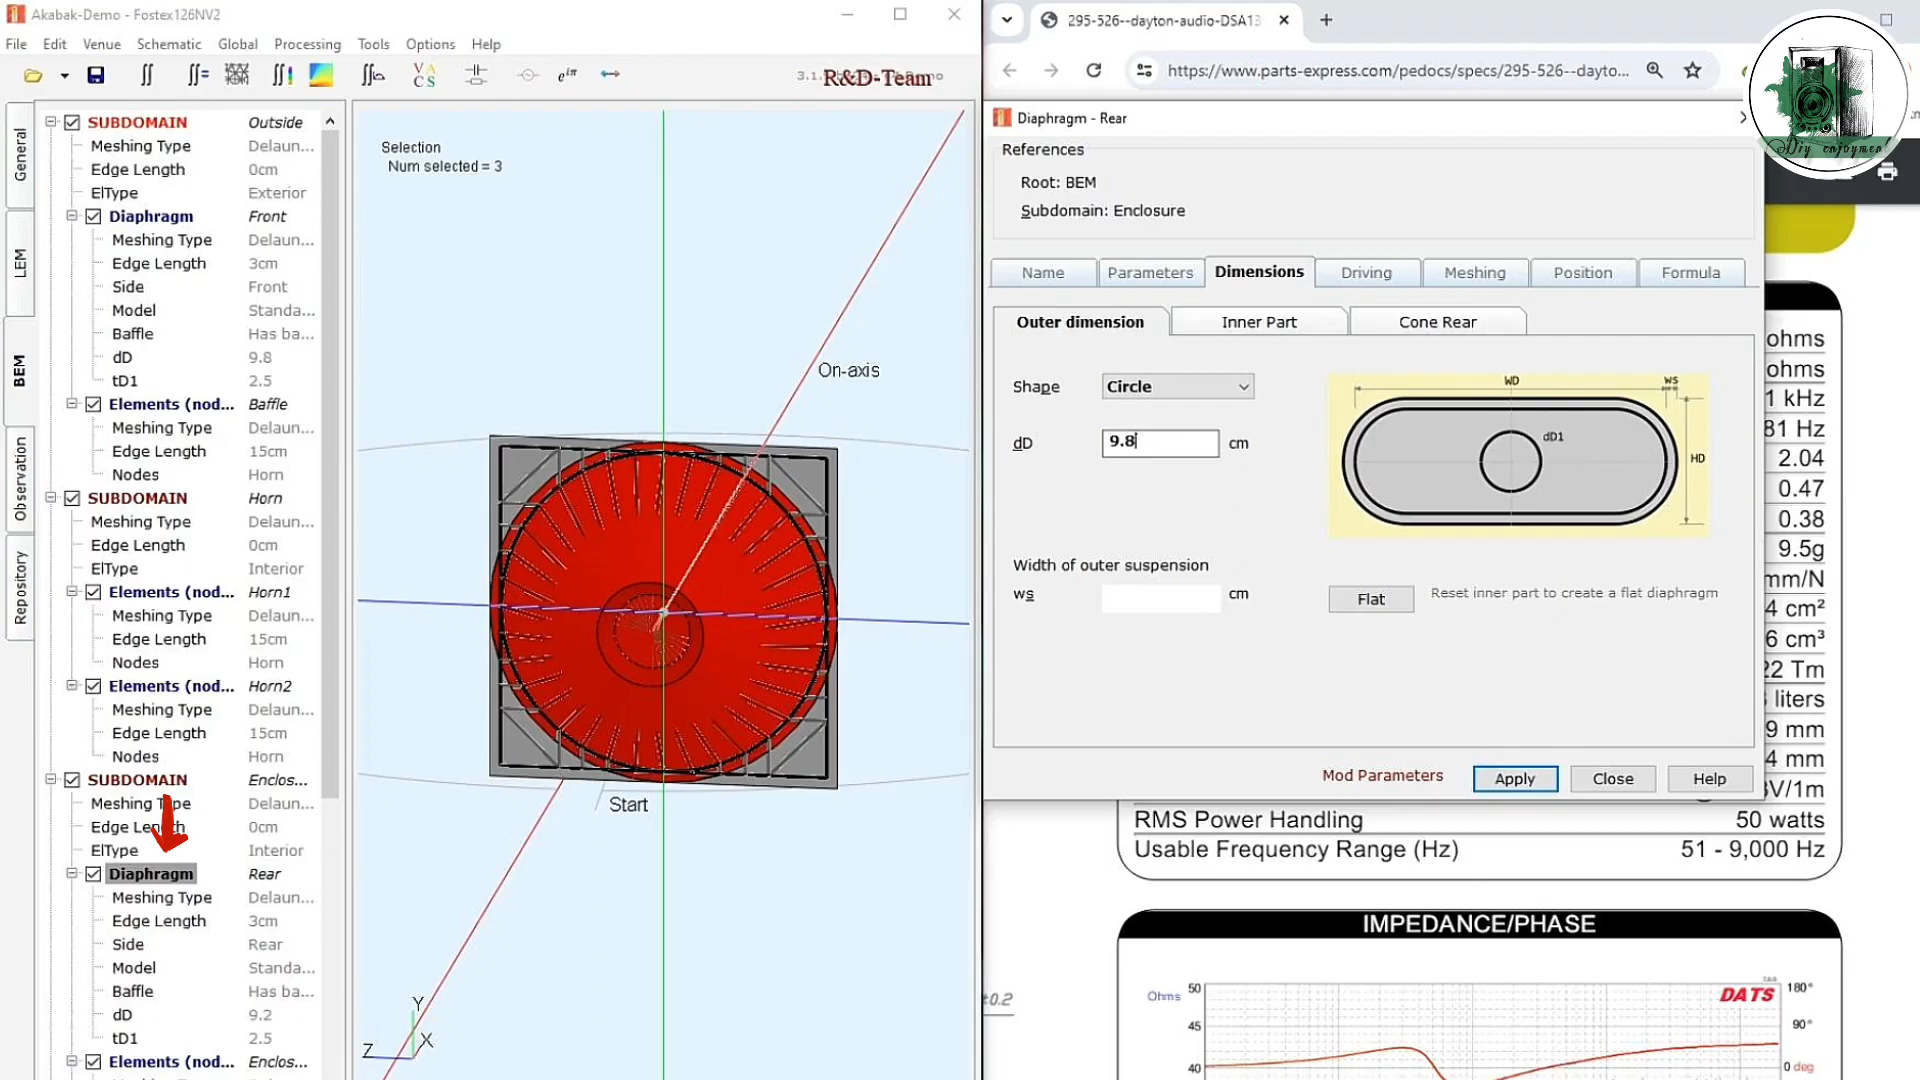 Akabak-Demo - Fostex126NV2
File Edit Venue Schematic Global Processing Tools Options Help
R&D-Team
General
LEM
BEM
Observation
Repository
SUBDOMAIN Outside
Meshing Type Delaun...
Edge Length 0cm
ElType Exterior
Diaphragm Front
Meshing Type Delaun...
Edge Length 3cm
Side Front
Model Standa...
Baffle Has ba...
dD 9.8
tD1 2.5
Elements (nod... Baffle
Meshing Type Delaun...
Edge Length 15cm
Nodes Horn
SUBDOMAIN Horn
Meshing Type Delaun...
Edge Length 0cm
ElType Interior
Elements (nod... Horn1
Meshing Type Delaun...
Edge Length 15cm
Nodes Horn
Elements (nod... Horn2
Meshing Type Delaun...
Edge Length 15cm
Nodes Horn
SUBDOMAIN Enclos...
Meshing Type Delaun...
Edge Length 0cm
ElType Interior
Diaphragm Rear
Meshing Type Delaun...
Edge Length 3cm
Side Rear
Model Standa...
Baffle Has ba...
dD 9.2
tD1 2.5
Elements (nod... Enclos...
Selection
Num selected = 3
On-axis
Start
Y
X
Z
295-526--dayton-audio-DSA13
https://www.parts-express.com/pedocs/specs/295-526--dayto...
Diy enjoyment
Diaphragm - Rear
References
Root: BEM
Subdomain: Enclosure
Name Parameters Dimensions Driving Meshing Position Formula
Outer dimension Inner Part Cone Rear
Shape Circle
dD 9.8 cm
WD ws
dD1
HD
Width of outer suspension
ws cm
Flat Reset inner part to create a flat diaphragm
Mod Parameters Apply Close Help
ohms
ohms
1 kHz
81 Hz
2.04
0.47
0.38
9.5g
mm/N
4 cm²
6 cm³
22 Tm
liters
9 mm
4 mm
V/1m
RMS Power Handling 50 watts
Usable Frequency Range (Hz) 51 - 9,000 Hz
IMPEDANCE/PHASE
Ohms 50
45
40
DATS
180°
90°
0 deg